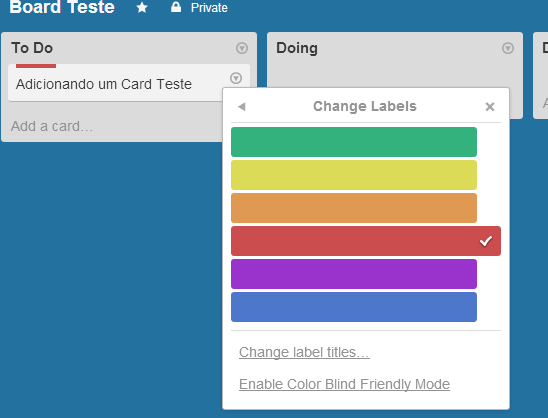 Board Teste Private
To Do
Adicionando um Card Teste
Add a card…
Doing
Change Labels
Change label titles…
Enable Color Blind Friendly Mode